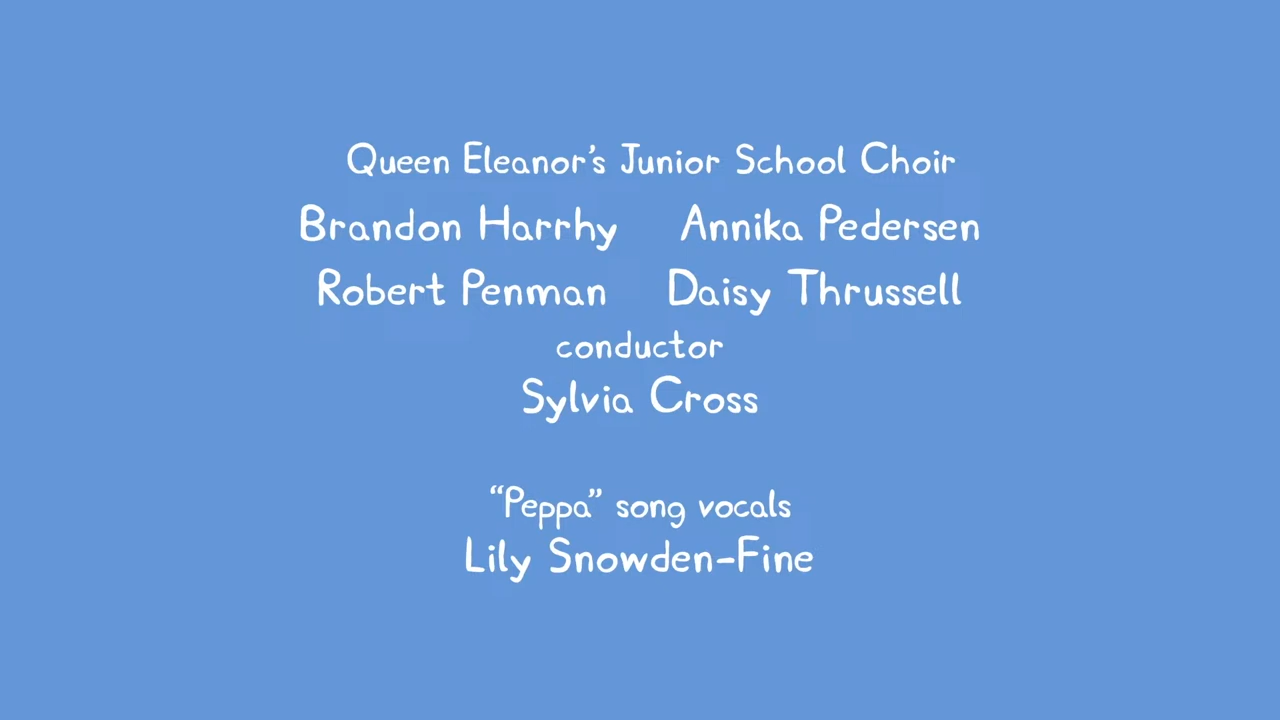 Queen Eleanor's Junior School Choir
Brandon Harrhy Annika Pedersen
Robert Penman Daisy Thrussell
conductor
Sylvia Cross
“Peppa” song vocals
Lily Snowden-Fine